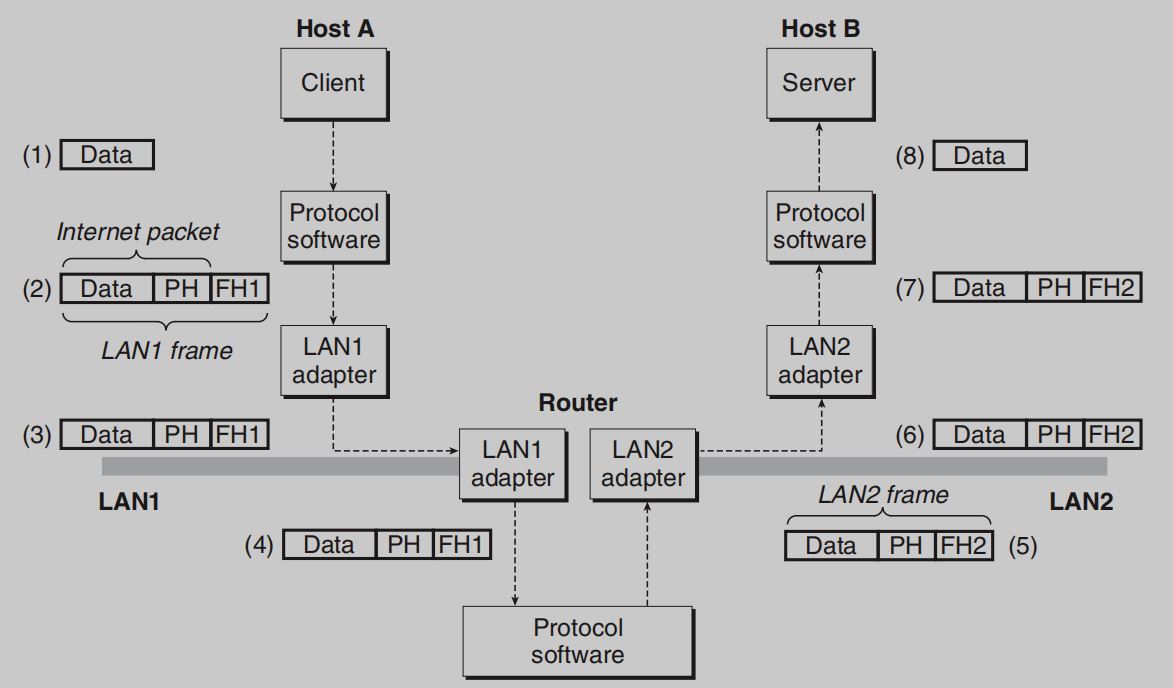 Host A
Host B
Client
Server
(1) Data
(8) Data
Protocol
software
Protocol
software
Internet packet
(2) Data PH FH1
(7) Data PH FH2
LAN1 frame
LAN1
adapter
LAN2
adapter
Router
(3) Data PH FH1
(6) Data PH FH2
LAN1
adapter
LAN2
adapter
LAN1
LAN2 frame
LAN2
(4) Data PH FH1
Data PH FH2 (5)
Protocol
software